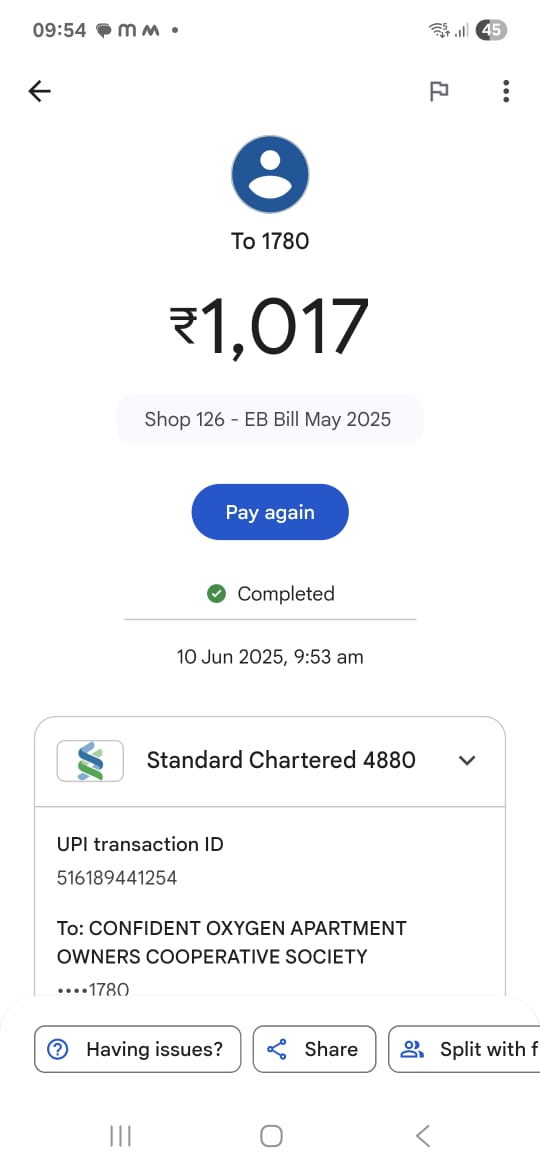 09:54
45
To 1780
₹1,017
Shop 126 - EB Bill May 2025
Pay again
Completed
10 Jun 2025, 9:53 am
Standard Chartered 4880
UPI transaction ID
516189441254
To: CONFIDENT OXYGEN APARTMENT
OWNERS COOPERATIVE SOCIETY
••••1780
Having issues?
Share
Split with f